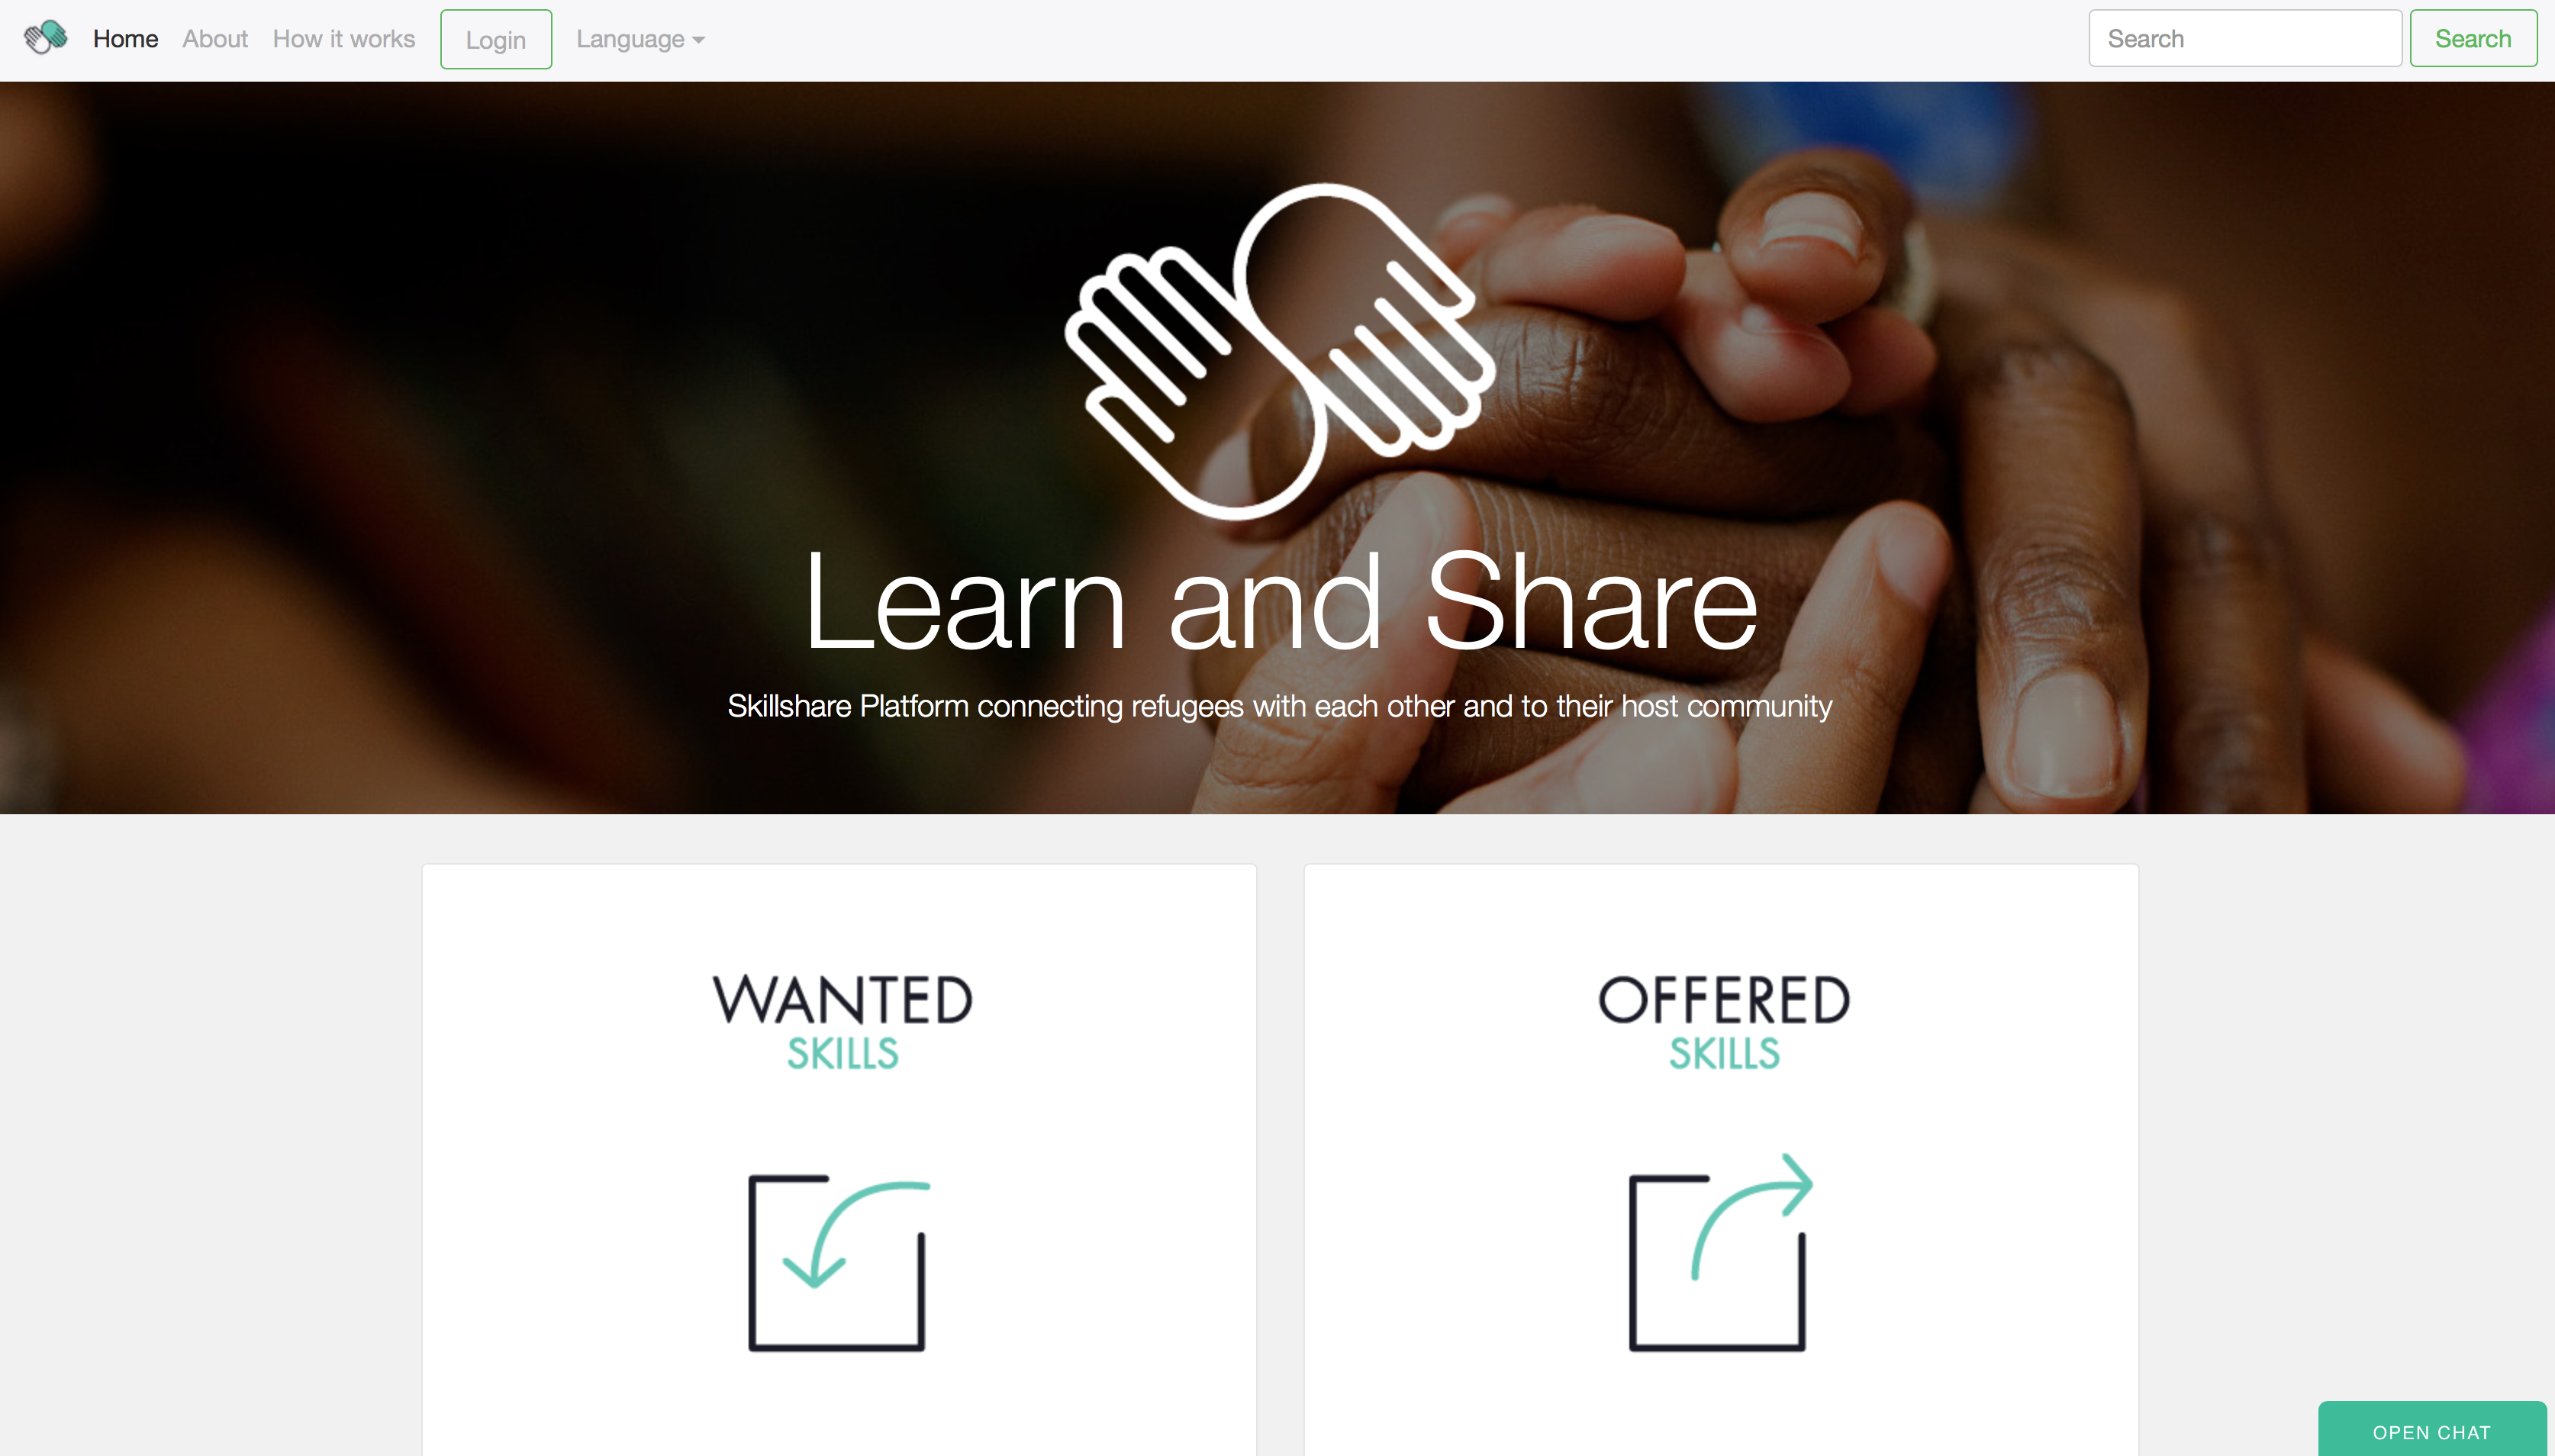 Home About How it works Login Language Search Search
Learn and Share
Skillshare Platform connecting refugees with each other and to their host community
WANTED
SKILLS
OFFERED
SKILLS
OPEN CHAT